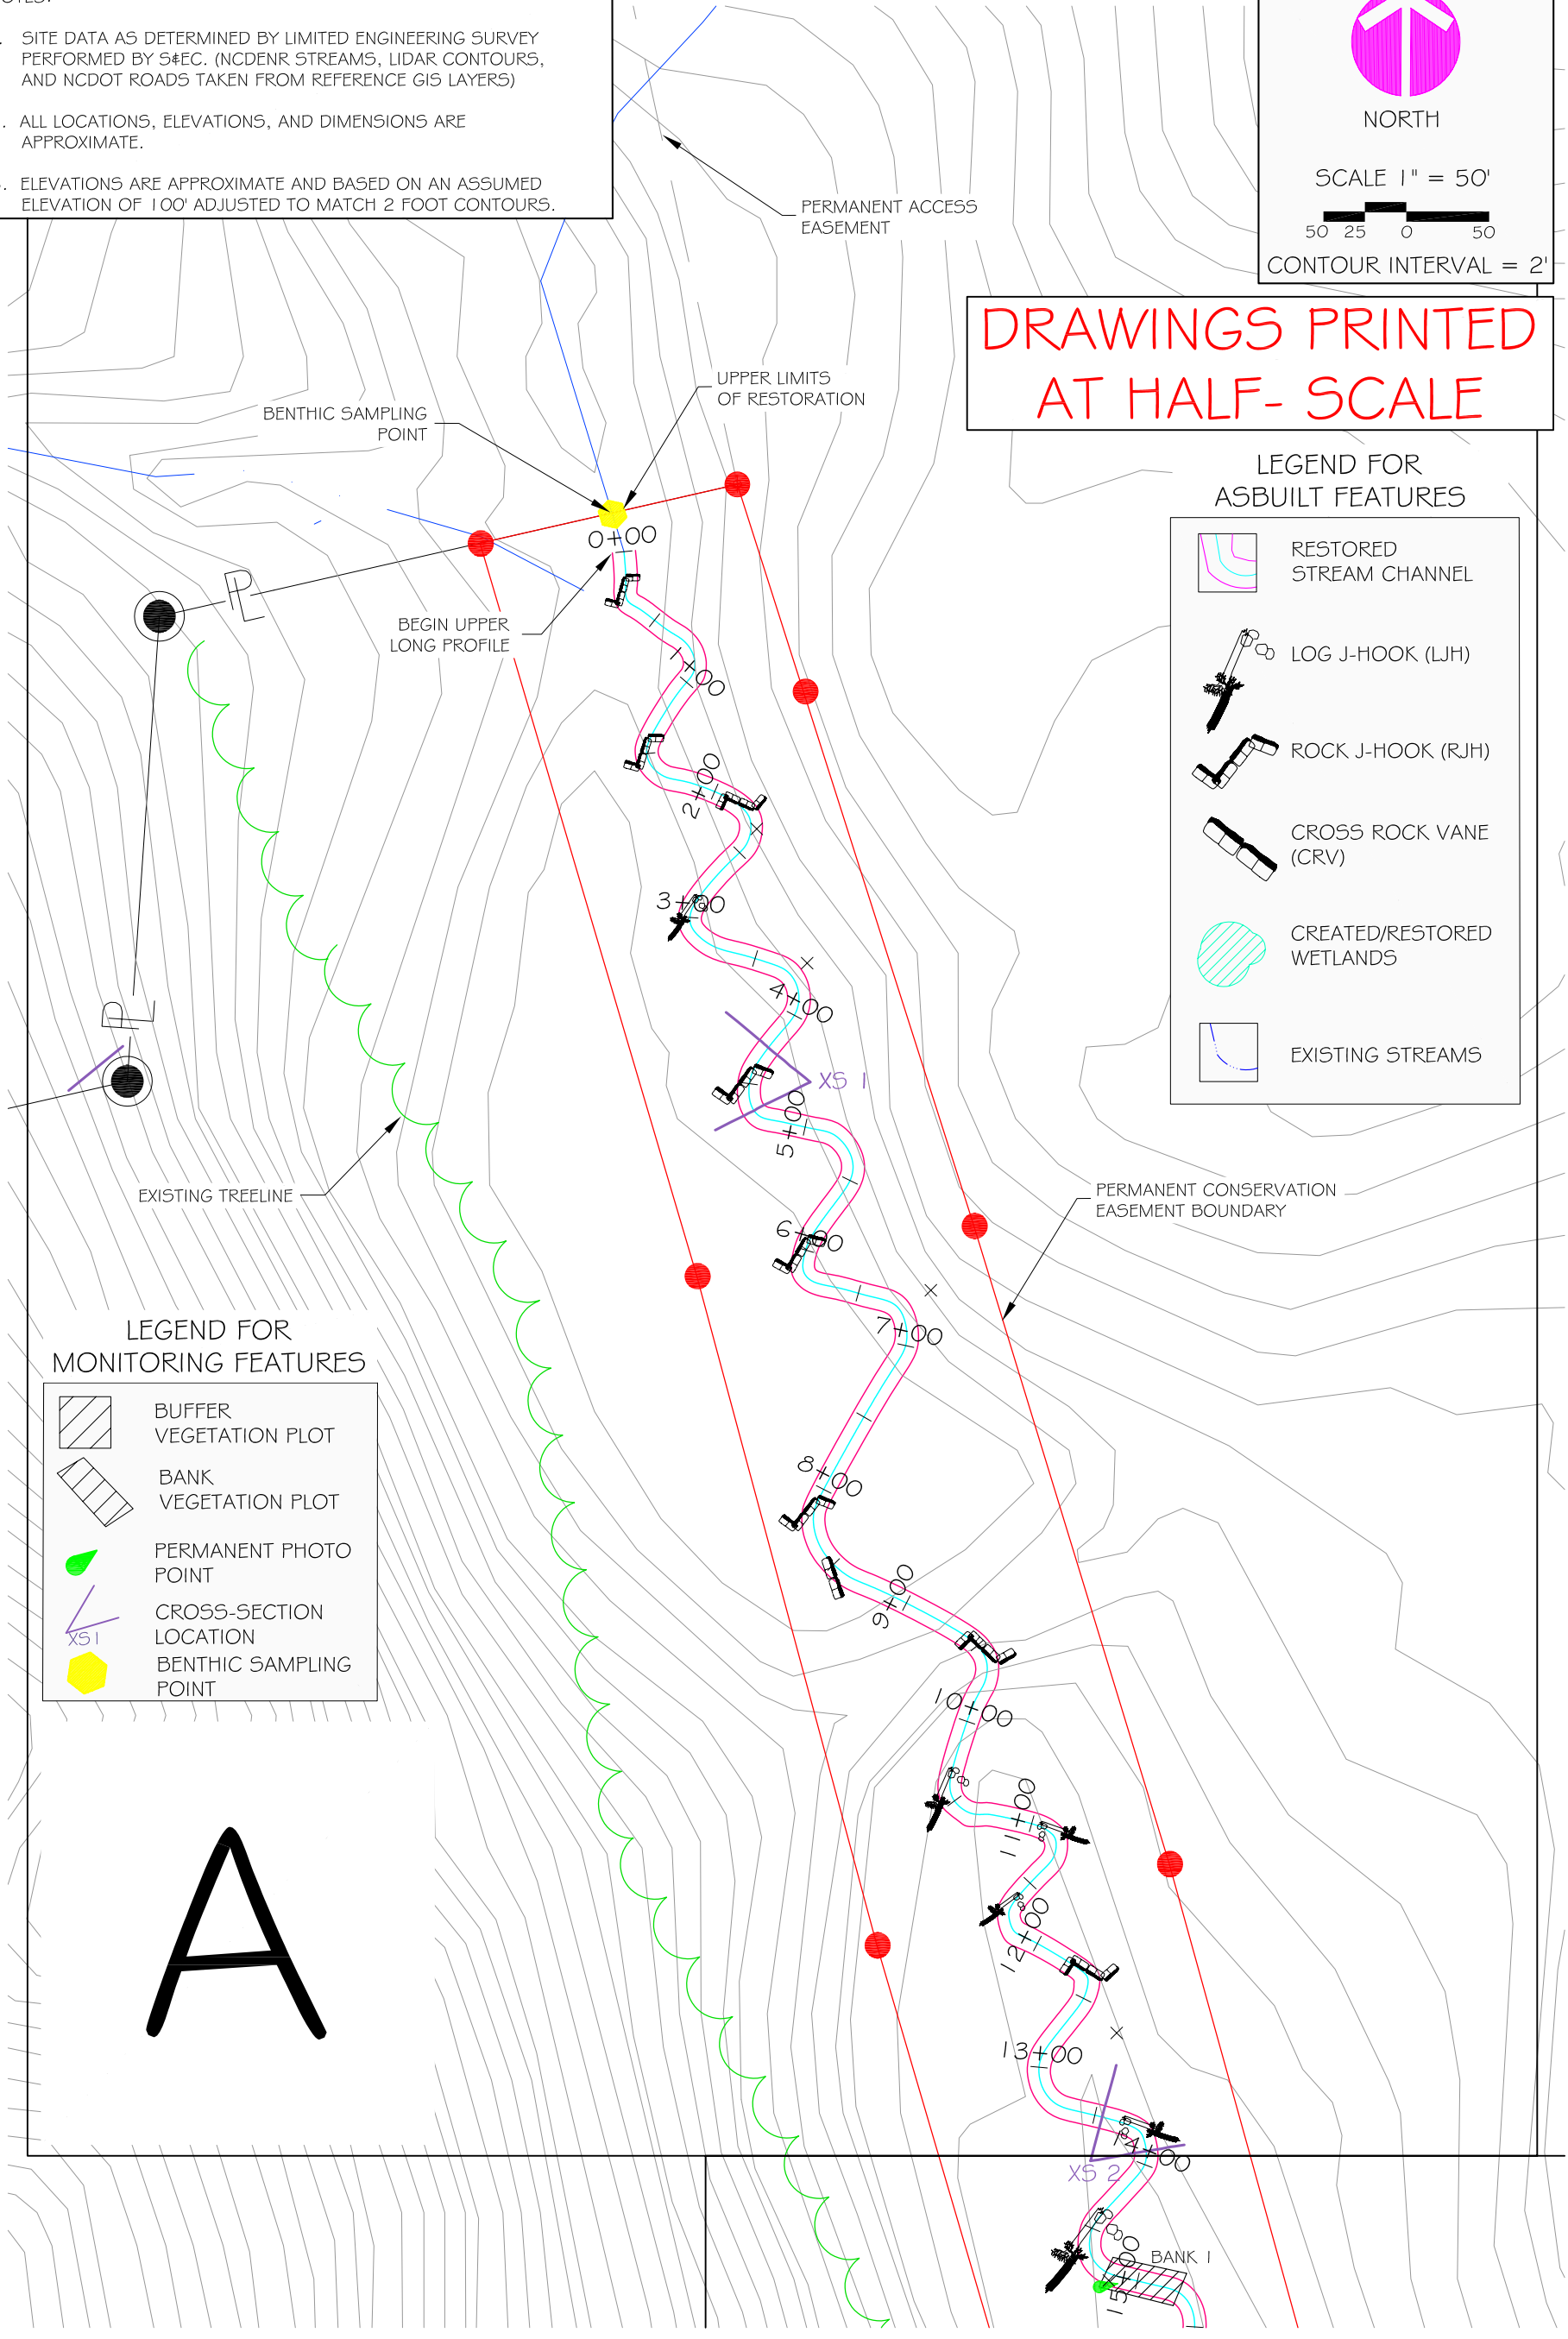 SITE DATA AS DETERMINED BY LIMITED ENGINEERING SURVEY
PERFORMED BY S&EC. (NCDENR STREAMS, LIDAR CONTOURS,
AND NCDOT ROADS TAKEN FROM REFERENCE GIS LAYERS)
ALL LOCATIONS, ELEVATIONS, AND DIMENSIONS ARE
APPROXIMATE.
ELEVATIONS ARE APPROXIMATE AND BASED ON AN ASSUMED
ELEVATION OF 100' ADJUSTED TO MATCH 2 FOOT CONTOURS.
NORTH
SCALE 1" = 50'
50 25 0 50
CONTOUR INTERVAL = 2'
PERMANENT ACCESS
EASEMENT
DRAWINGS PRINTED
AT HALF- SCALE
UPPER LIMITS
OF RESTORATION
BENTHIC SAMPLING
POINT
0+00
BEGIN UPPER
LONG PROFILE
PL
1+00
2+00
3+00
4+00
XS 1
5+00
PL
EXISTING TREELINE
PERMANENT CONSERVATION
EASEMENT BOUNDARY
6+00
7+00
8+00
9+00
10+00
11+00
12+00
13+00
14+00
XS 2
15+00
BANK 1
LEGEND FOR
ASBUILT FEATURES
RESTORED
STREAM CHANNEL
LOG J-HOOK (LJH)
ROCK J-HOOK (RJH)
CROSS ROCK VANE
(CRV)
CREATED/RESTORED
WETLANDS
EXISTING STREAMS
LEGEND FOR
MONITORING FEATURES
BUFFER
VEGETATION PLOT
BANK
VEGETATION PLOT
PERMANENT PHOTO
POINT
CROSS-SECTION
LOCATION
XS1
BENTHIC SAMPLING
POINT
A